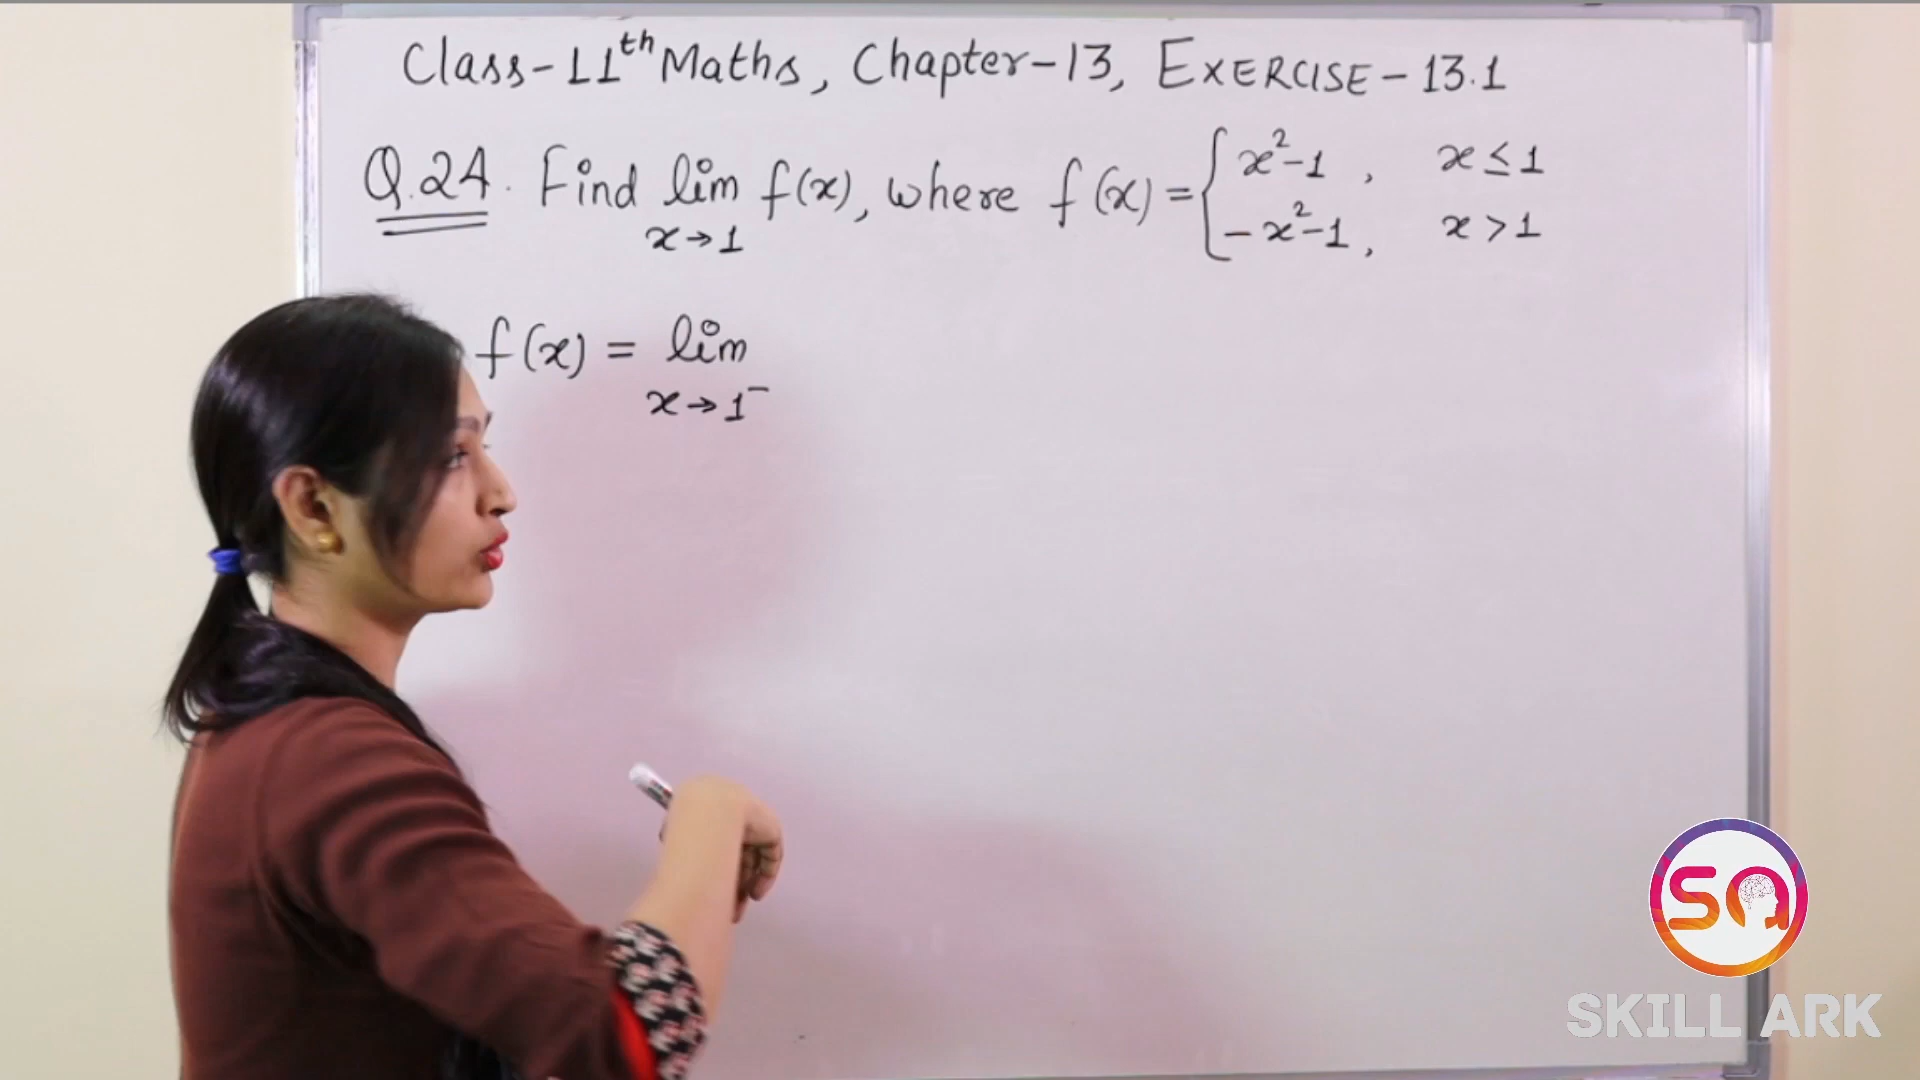 Class-11th Maths, Chapter-13, EXERCISE-13.1
Q.24. Find lim x→1 f(x), where f(x) = { x²-1, x ≤ 1
-x²-1, x > 1
f(x) = lim x→1⁻
SA
SKILL ARK